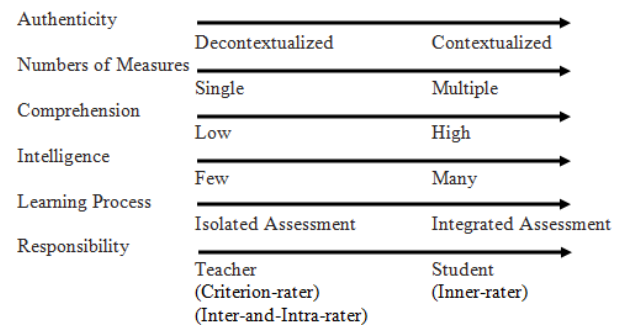 Authenticity
Decontextualized Contextualized
Numbers of Measures
Single Multiple
Comprehension
Low High
Intelligence
Few Many
Learning Process
Isolated Assessment Integrated Assessment
Responsibility
Teacher Student
(Criterion-rater) (Inner-rater)
(Inter-and-Intra-rater)